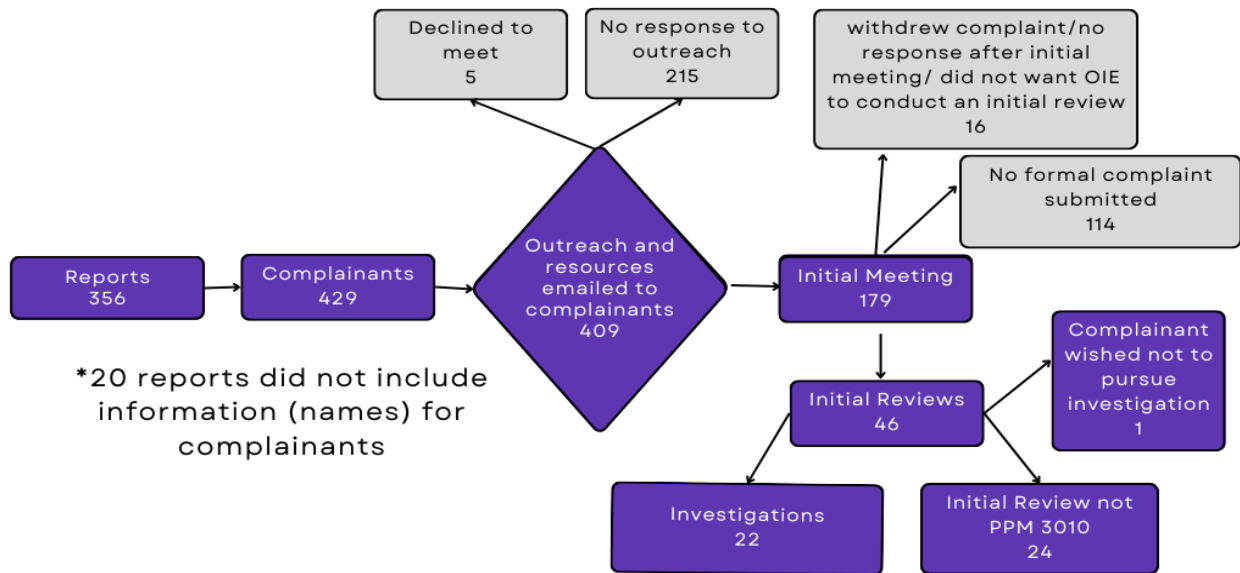 Declined to
meet
5
No response to
outreach
215
withdrew complaint/no
response after initial
meeting/ did not want OIE
to conduct an initial review
16
No formal complaint
submitted
114
Reports
356
Complainants
429
Outreach and
resources
emailed to
complainants
409
Initial Meeting
179
*20 reports did not include
information (names) for
complainants
Initial Reviews
46
Complainant
wished not to
pursue
investigation
1
Investigations
22
Initial Review not
PPM 3010
24